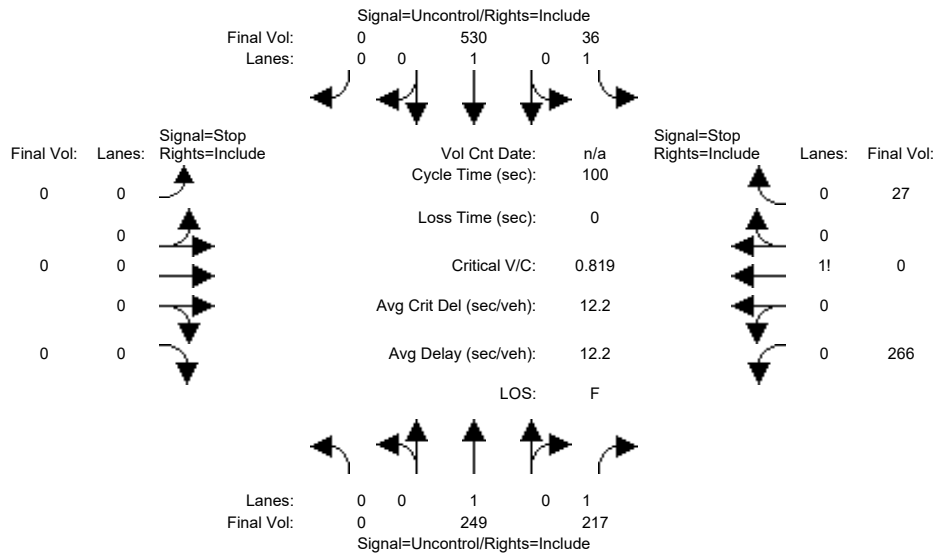 Signal=Uncontrol/Rights=Include
Final Vol: 0 530 36
Lanes: 0 0 1 0 1
Signal=Stop Signal=Stop
Final Vol: Lanes: Rights=Include Vol Cnt Date: n/a Rights=Include Lanes: Final Vol:
Cycle Time (sec): 100
0 0 0 27
Loss Time (sec): 0
0 0
0 0 Critical V/C: 0.819 1! 0
0 Avg Crit Del (sec/veh): 12.2 0
0 0 Avg Delay (sec/veh): 12.2 0 266
LOS: F
Lanes: 0 0 1 0 1
Final Vol: 0 249 217
Signal=Uncontrol/Rights=Include